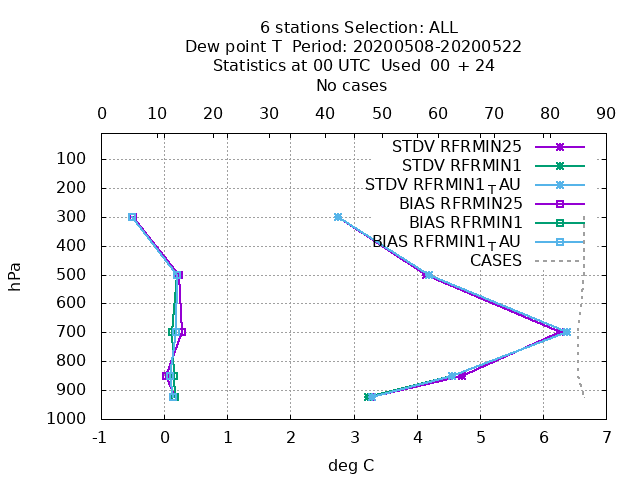 6 stations Selection: ALL
Dew point T  Period: 20200508-20200522
Statistics at 00 UTC  Used  00 + 24
No cases
0 10 20 30 40 50 60 70 80 90
STDV RFRMIN25
STDV RFRMIN1
STDV RFRMIN1TAU
BIAS RFRMIN25
BIAS RFRMIN1
BIAS RFRMIN1TAU
CASES
100
200
300
400
500
600
700
800
900
1000
hPa
-1 0 1 2 3 4 5 6 7
deg C